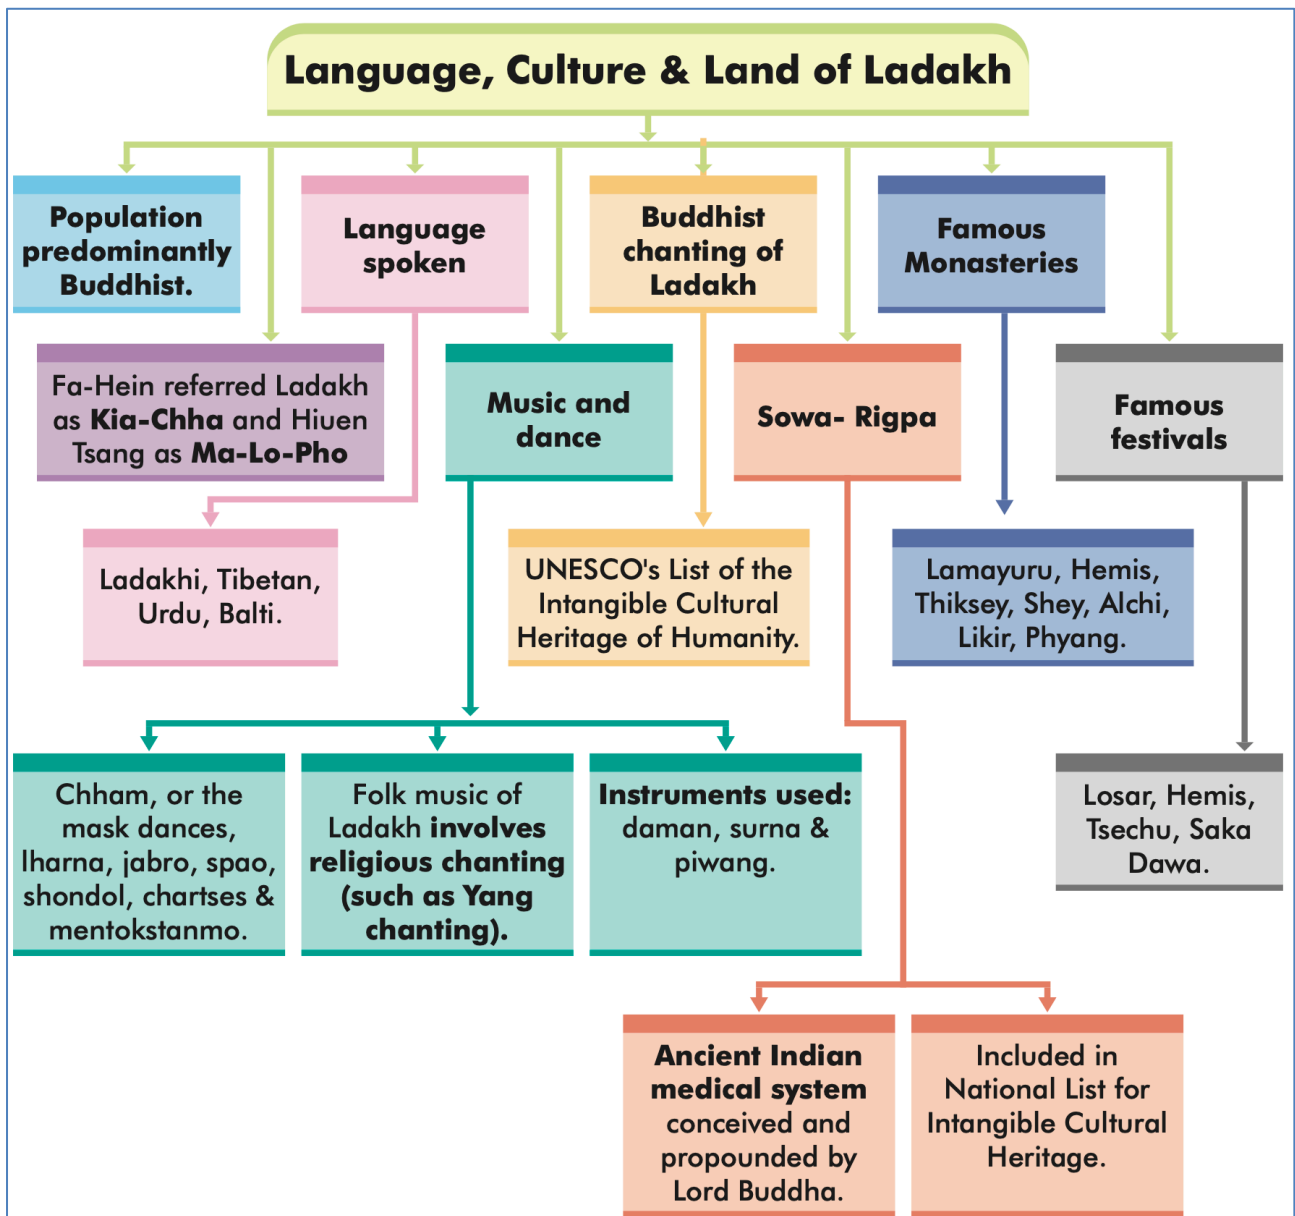 Language, Culture & Land of Ladakh
Population
predominantly
Buddhist.
Language
spoken
Buddhist
chanting of
Ladakh
Famous
Monasteries
Fa-Hein referred Ladakh
as Kia-Chha and Hiuen
Tsang as Ma-Lo-Pho
Music and
dance
Sowa- Rigpa
Famous
festivals
Ladakhi, Tibetan,
Urdu, Balti.
UNESCO's List of the
Intangible Cultural
Heritage of Humanity.
Lamayuru, Hemis,
Thiksey, Shey, Alchi,
Likir, Phyang.
Chham, or the
mask dances,
lharna, jabro, spao,
shondol, chartses &
mentokstanmo.
Folk music of
Ladakh involves
religious chanting
(such as Yang
chanting).
Instruments used:
daman, surna &
piwang.
Losar, Hemis,
Tsechu, Saka
Dawa.
Ancient Indian
medical system
conceived and
propounded by
Lord Buddha.
Included in
National List for
Intangible Cultural
Heritage.